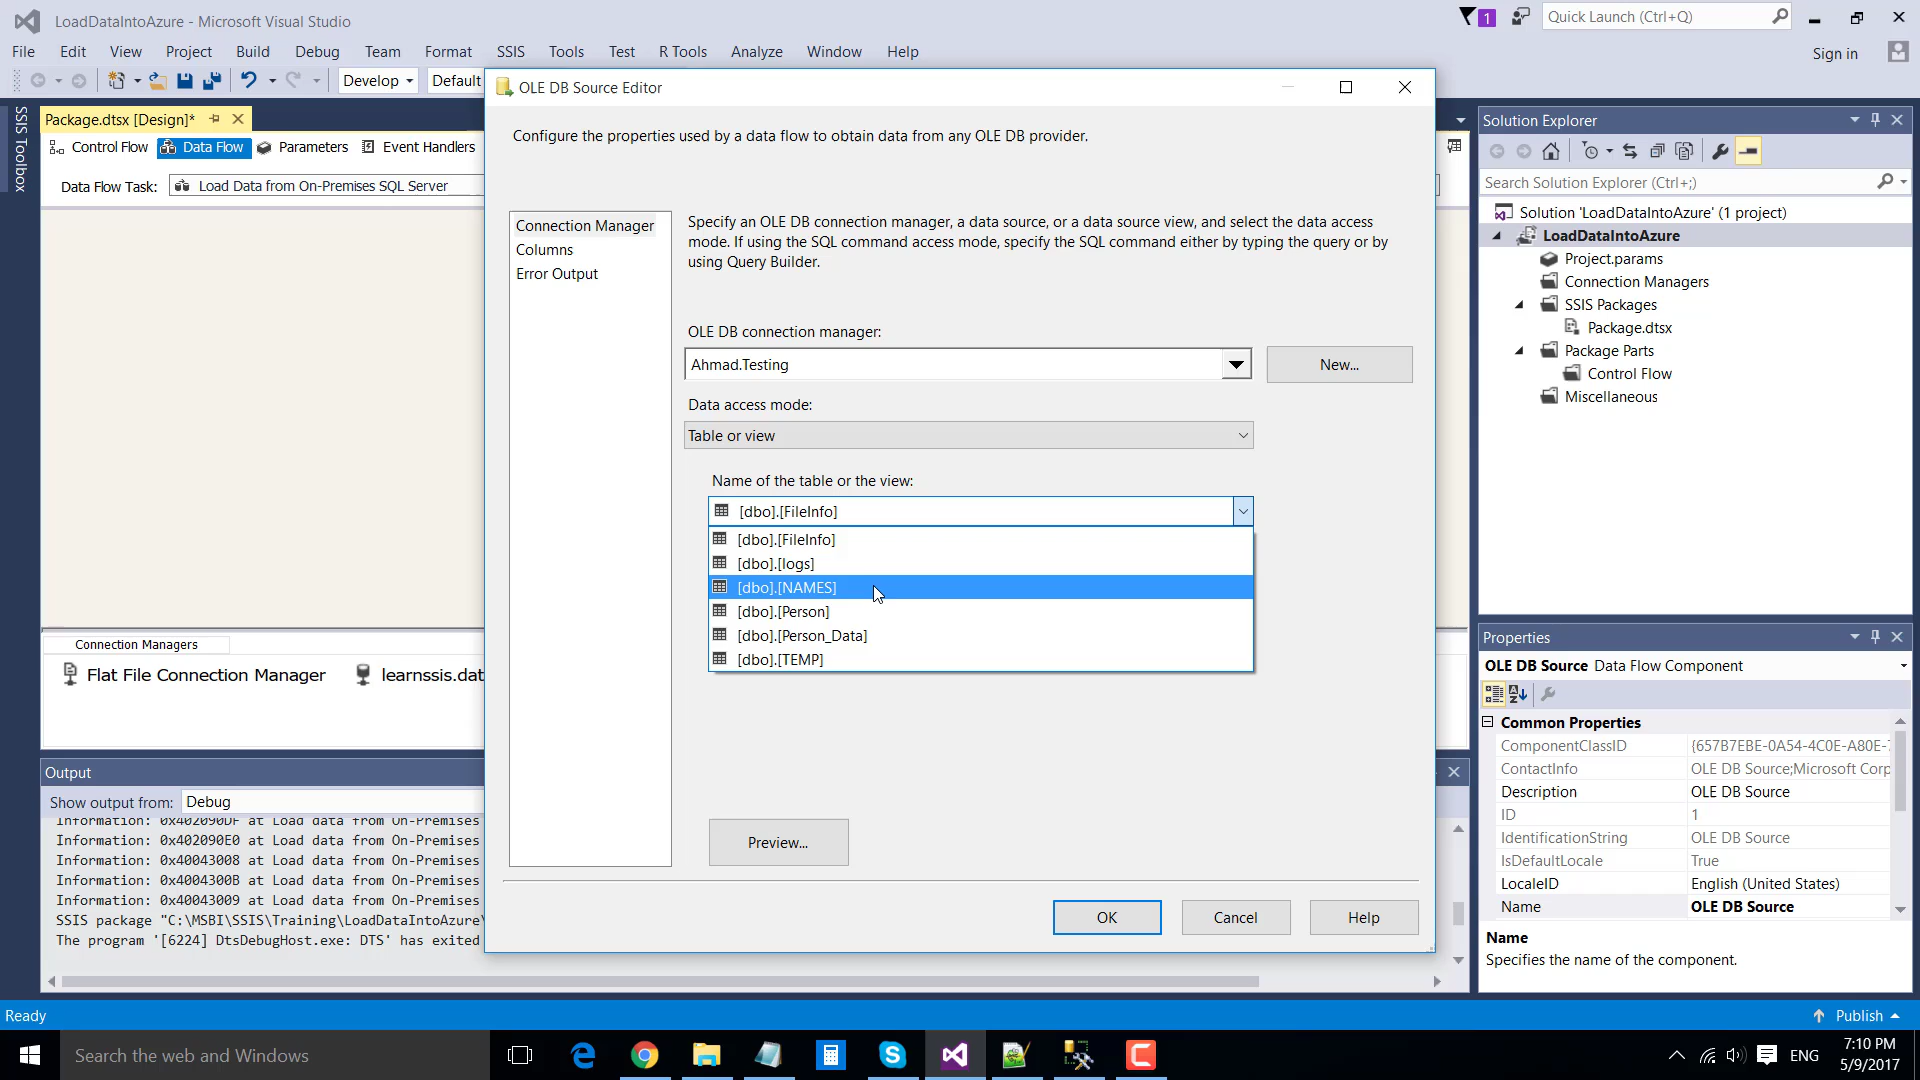 LoadDataIntoAzure - Microsoft Visual Studio
1
Quick Launch (Ctrl+Q)
File Edit View Project Build Debug Team Format SSIS Tools Test R Tools Analyze Window Help
Sign in
Develop
Default
SSIS Toolbox
Package.dtsx [Design]*
Control Flow Data Flow Parameters Event Handlers
Data Flow Task: Load Data from On-Premises SQL Server
OLE DB Source Editor
Configure the properties used by a data flow to obtain data from any OLE DB provider.
Connection Manager
Columns
Error Output
Specify an OLE DB connection manager, a data source, or a data source view, and select the data access
mode. If using the SQL command access mode, specify the SQL command either by typing the query or by
using Query Builder.
OLE DB connection manager:
Ahmad.Testing
New...
Data access mode:
Table or view
Name of the table or the view:
[dbo].[FileInfo]
[dbo].[FileInfo]
[dbo].[logs]
[dbo].[NAMES]
[dbo].[Person]
[dbo].[Person_Data]
[dbo].[TEMP]
Preview...
OK
Cancel
Help
Connection Managers
Flat File Connection Manager
learnssis.dat
Output
Show output from: Debug
Information: 0x402090DF at Load data from On-Premises
Information: 0x402090E0 at Load data from On-Premises
Information: 0x40043008 at Load data from On-Premises
Information: 0x4004300B at Load data from On-Premises
Information: 0x40043009 at Load data from On-Premises
SSIS package "C:\MSBI\SSIS\Training\LoadDataIntoAzure\
The program '[6224] DtsDebugHost.exe: DTS' has exited
Solution Explorer
Search Solution Explorer (Ctrl+;)
Solution 'LoadDataIntoAzure' (1 project)
LoadDataIntoAzure
Project.params
Connection Managers
SSIS Packages
Package.dtsx
Package Parts
Control Flow
Miscellaneous
Properties
OLE DB Source Data Flow Component
Common Properties
ComponentClassID {657B7EBE-0A54-4C0E-A80E-
ContactInfo OLE DB Source;Microsoft Corp
Description OLE DB Source
ID 1
IdentificationString OLE DB Source
IsDefaultLocale True
LocaleID English (United States)
Name OLE DB Source
Name
Specifies the name of the component.
Ready
Publish
Search the web and Windows
ENG
7:10 PM
5/9/2017